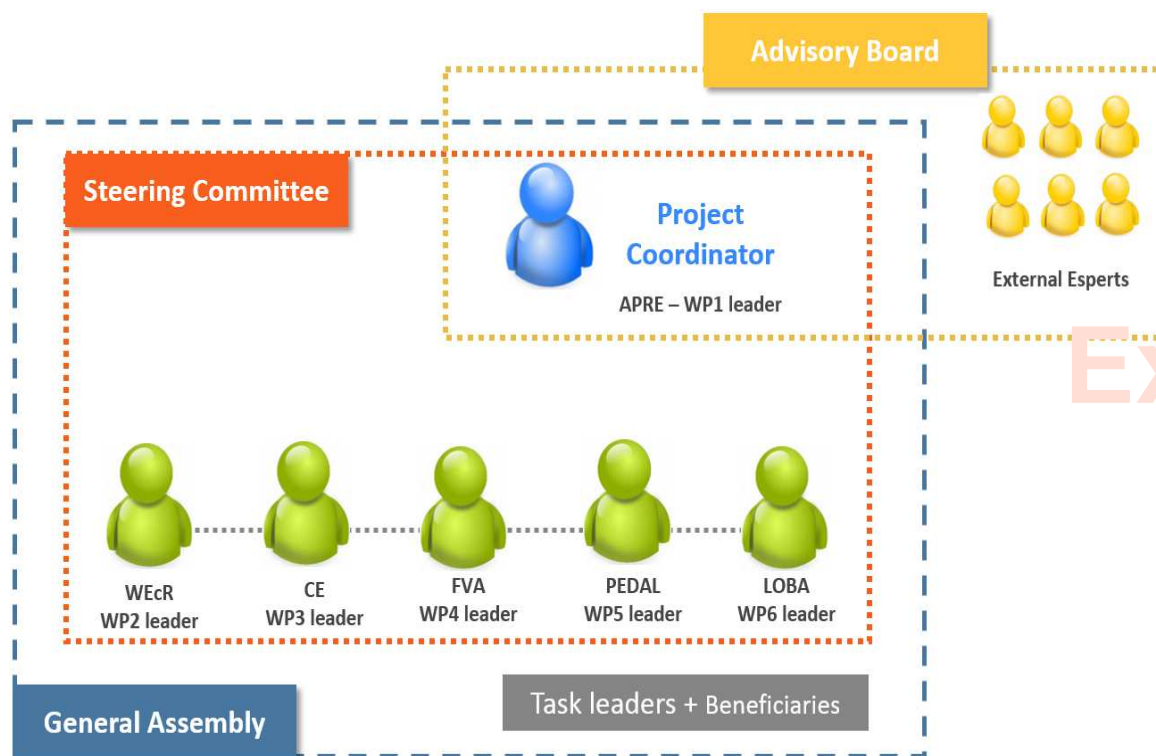 Advisory Board
Steering Committee
Project
Coordinator
APRE – WP1 leader
External Esperts
Ex
WEcR
WP2 leader
CE
WP3 leader
FVA
WP4 leader
PEDAL
WP5 leader
LOBA
WP6 leader
Task leaders + Beneficiaries
General Assembly